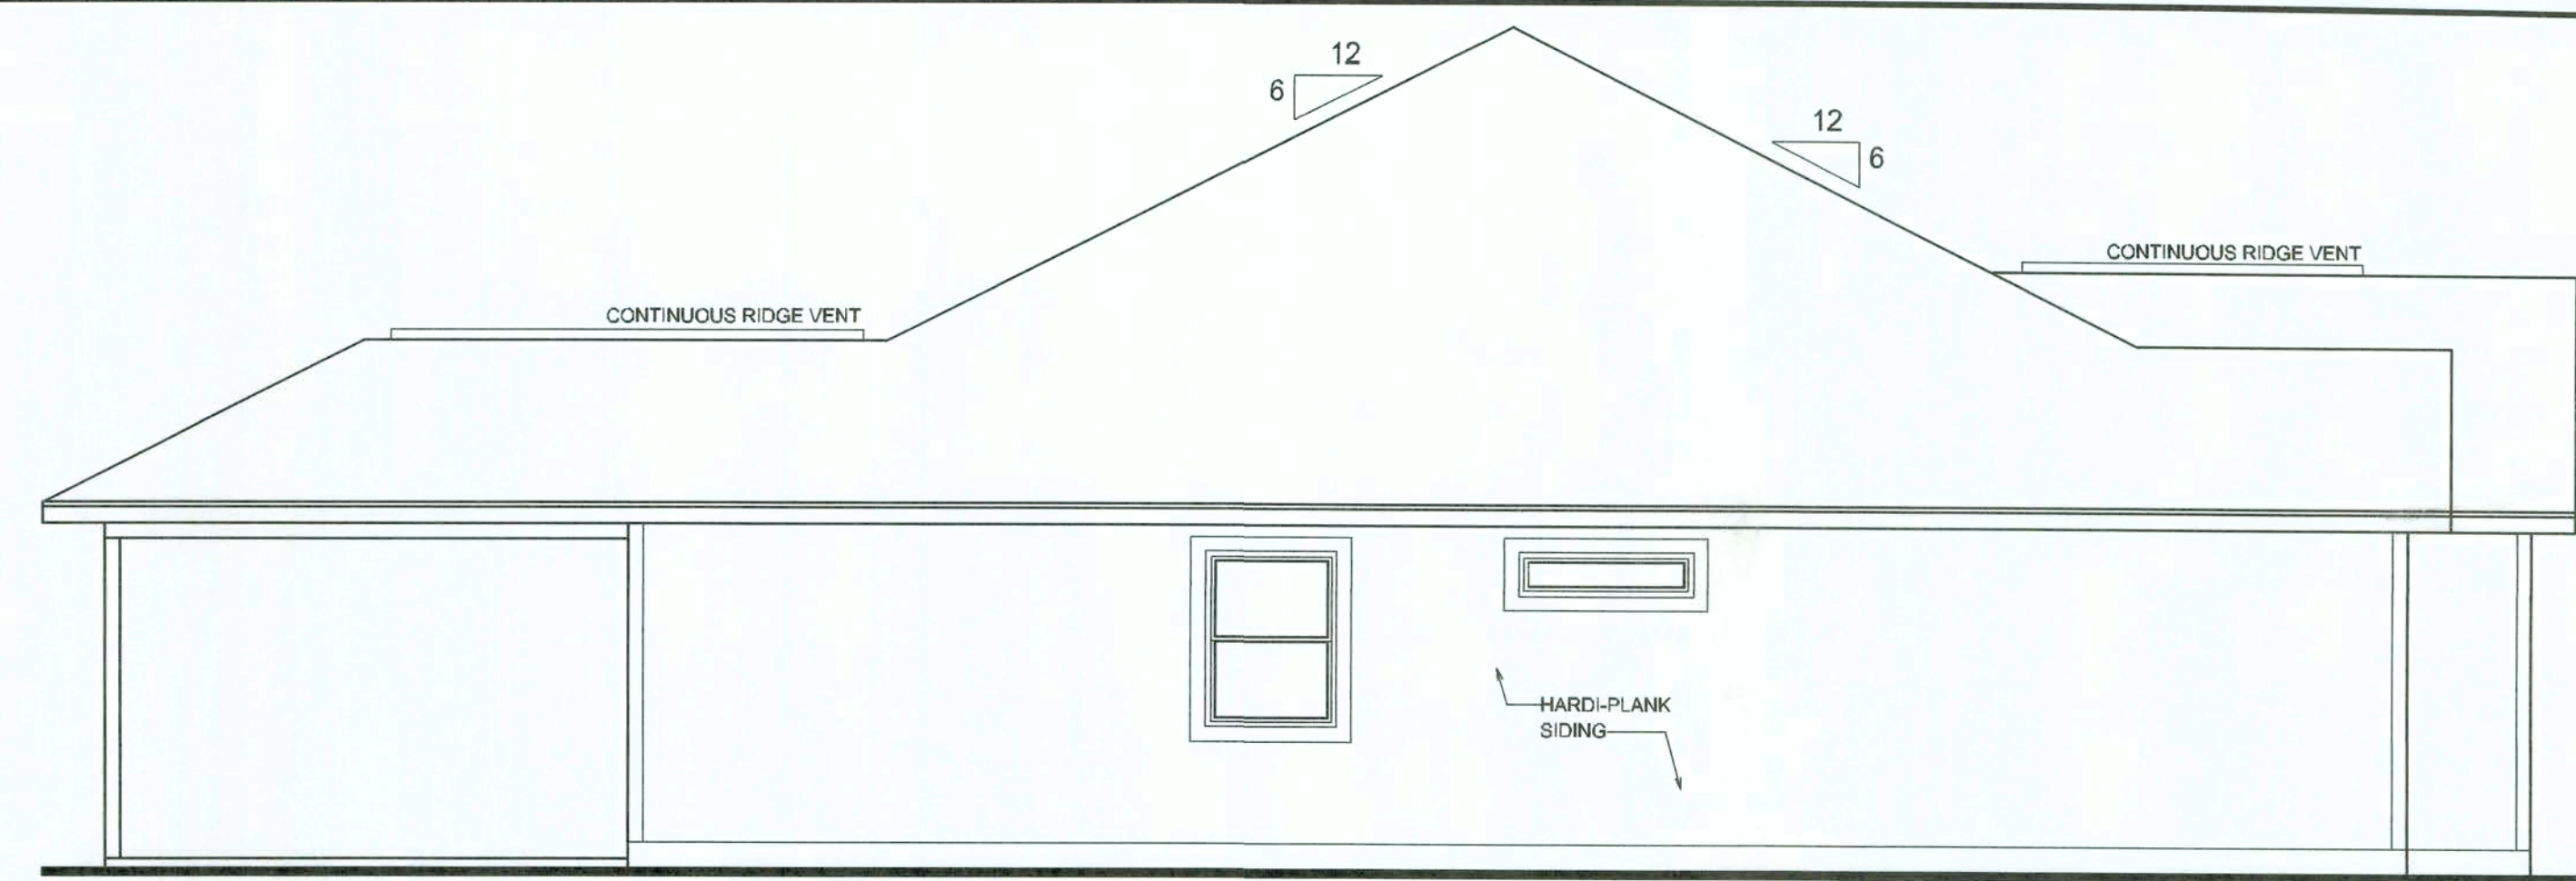 12
6
12
6
CONTINUOUS RIDGE VENT
CONTINUOUS RIDGE VENT
HARDI-PLANK
SIDING